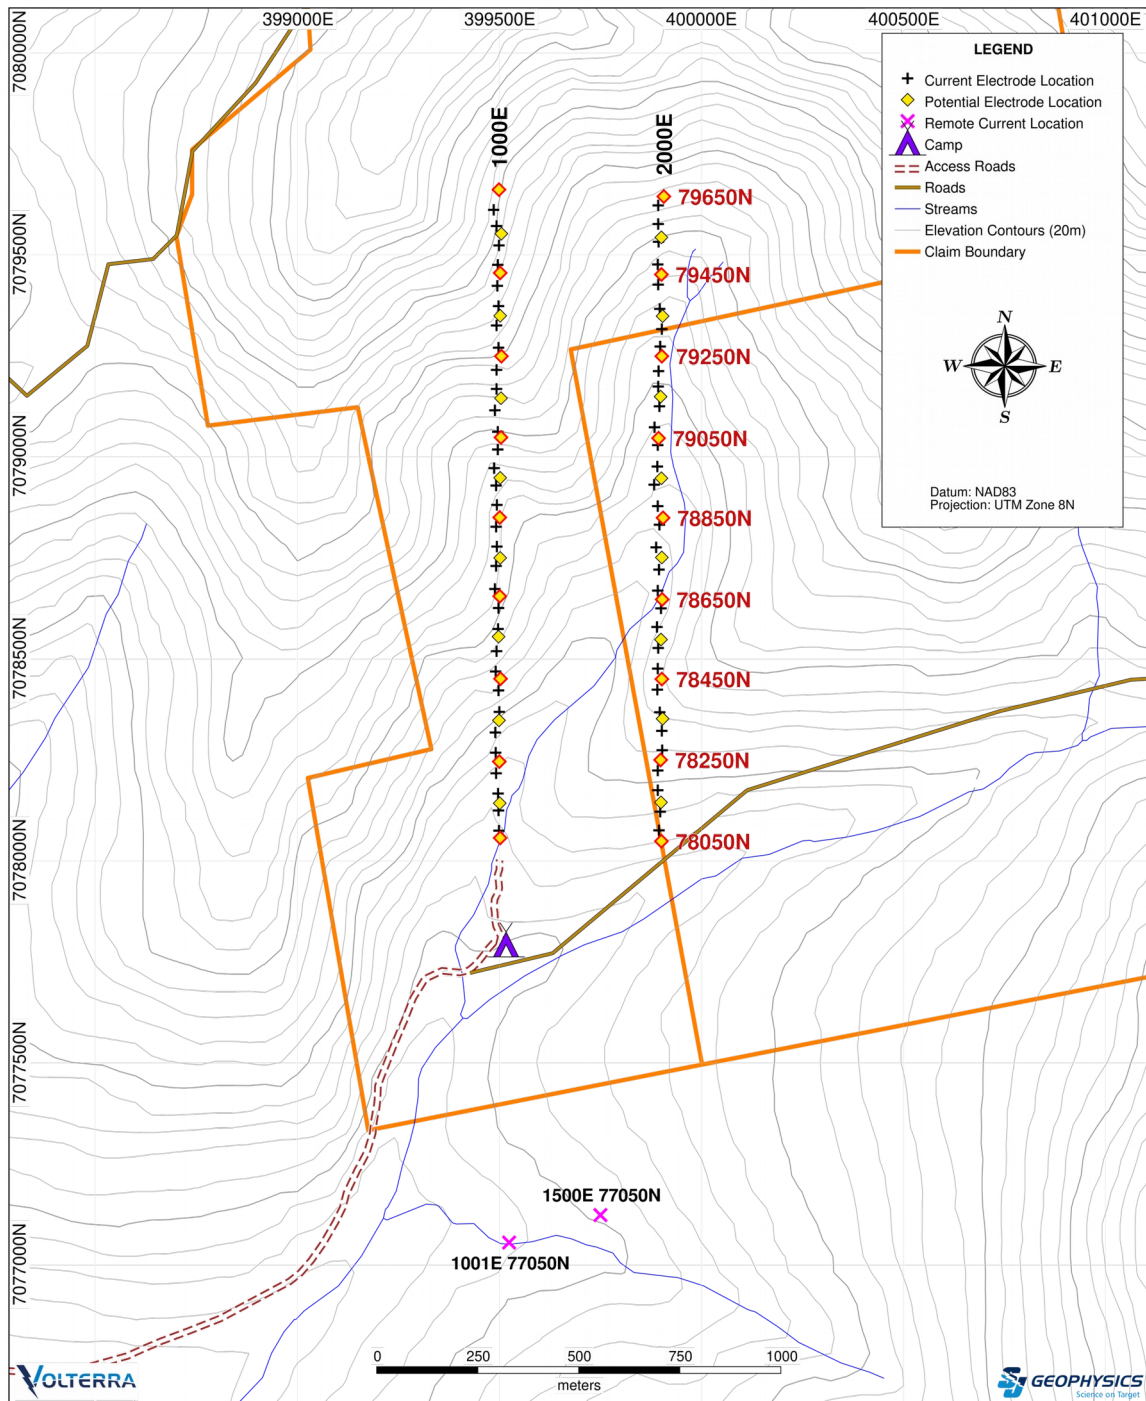 399000E 399500E 400000E 400500E 401000E
7080000N
7079500N
7079000N
7078500N
7078000N
7077500N
7077000N
LEGEND
Current Electrode Location
Potential Electrode Location
Remote Current Location
Camp
Access Roads
Roads
Streams
Elevation Contours (20m)
Claim Boundary
N
W E
S
Datum: NAD83
Projection: UTM Zone 8N
1000E
2000E
79650N
79450N
79250N
79050N
78850N
78650N
78450N
78250N
78050N
1500E 77050N
1001E 77050N
0 250 500 750 1000
meters
VOLTERRA
SJ GEOPHYSICS
Science on Target